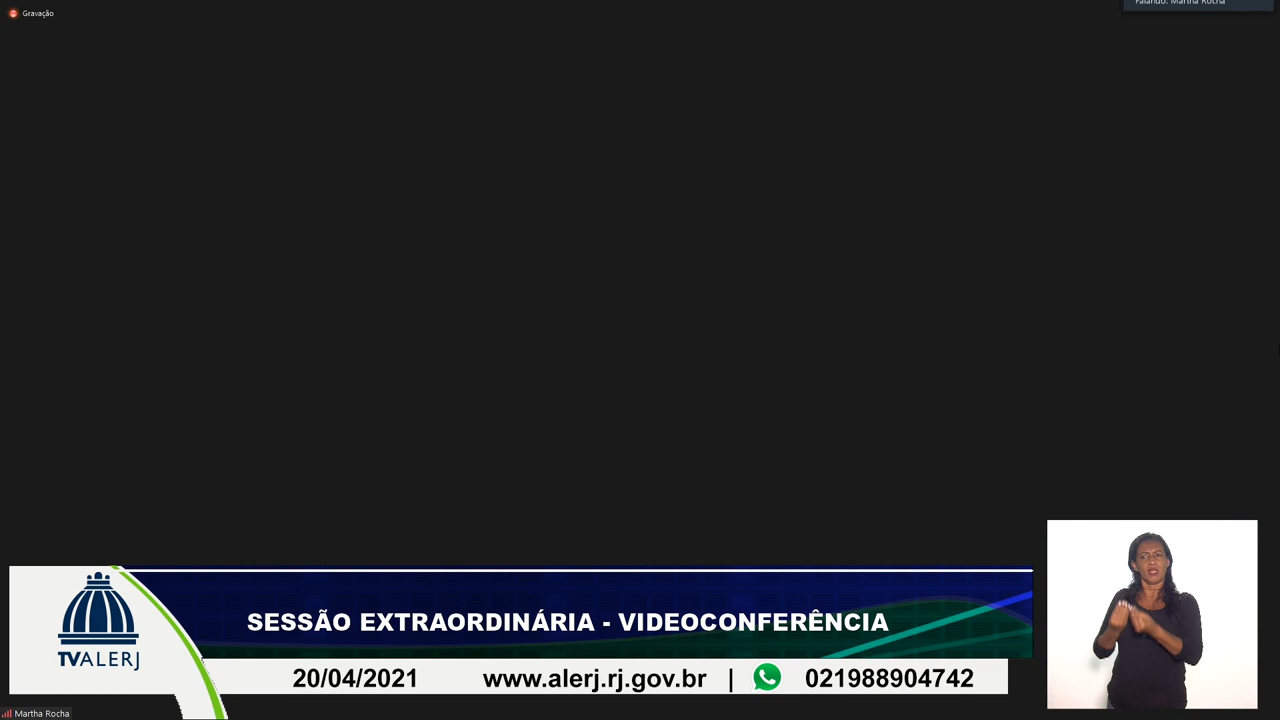 Gravação
Falando: Martha Rocha
SESSÃO EXTRAORDINÁRIA - VIDEOCONFERÊNCIA
TVALERJ
20/04/2021 www.alerj.rj.gov.br | 021988904742
Martha Rocha